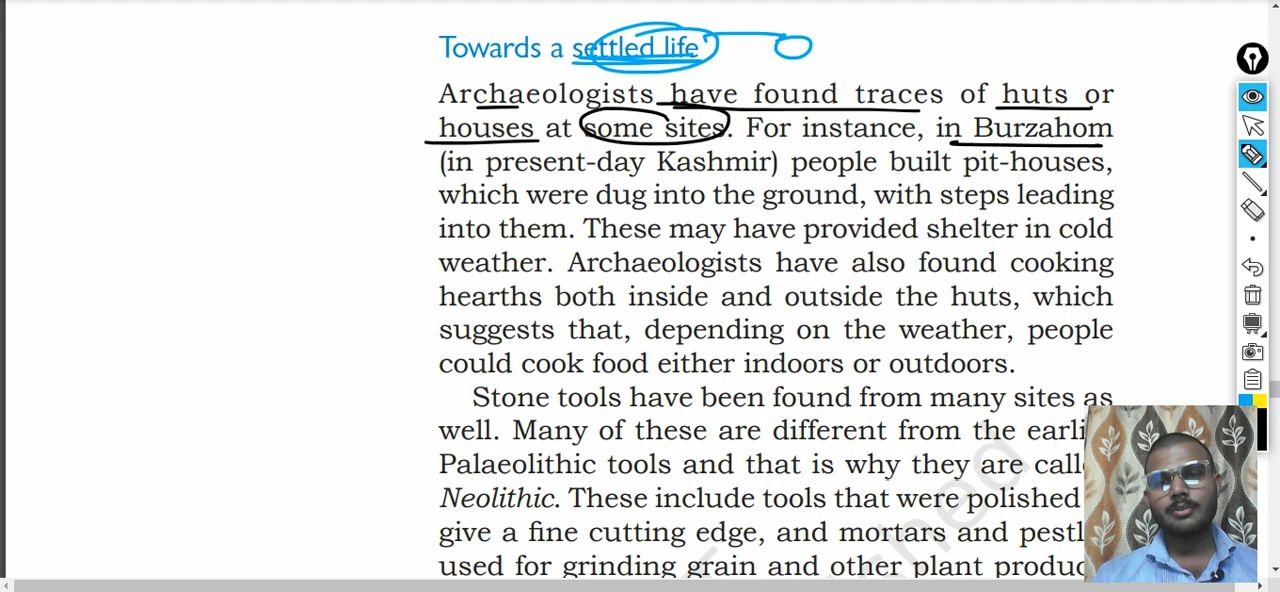 Towards a settled life
Archaeologists have found traces of huts or
houses at some sites. For instance, in Burzahom
(in present-day Kashmir) people built pit-houses,
which were dug into the ground, with steps leading
into them. These may have provided shelter in cold
weather. Archaeologists have also found cooking
hearths both inside and outside the huts, which
suggests that, depending on the weather, people
could cook food either indoors or outdoors.
Stone tools have been found from many sites as
well. Many of these are different from the
Palaeolithic tools and that is why they are
Neolithic. These include tools that were polished
give a fine cutting edge, and mortars and
used for grinding grain and other plant